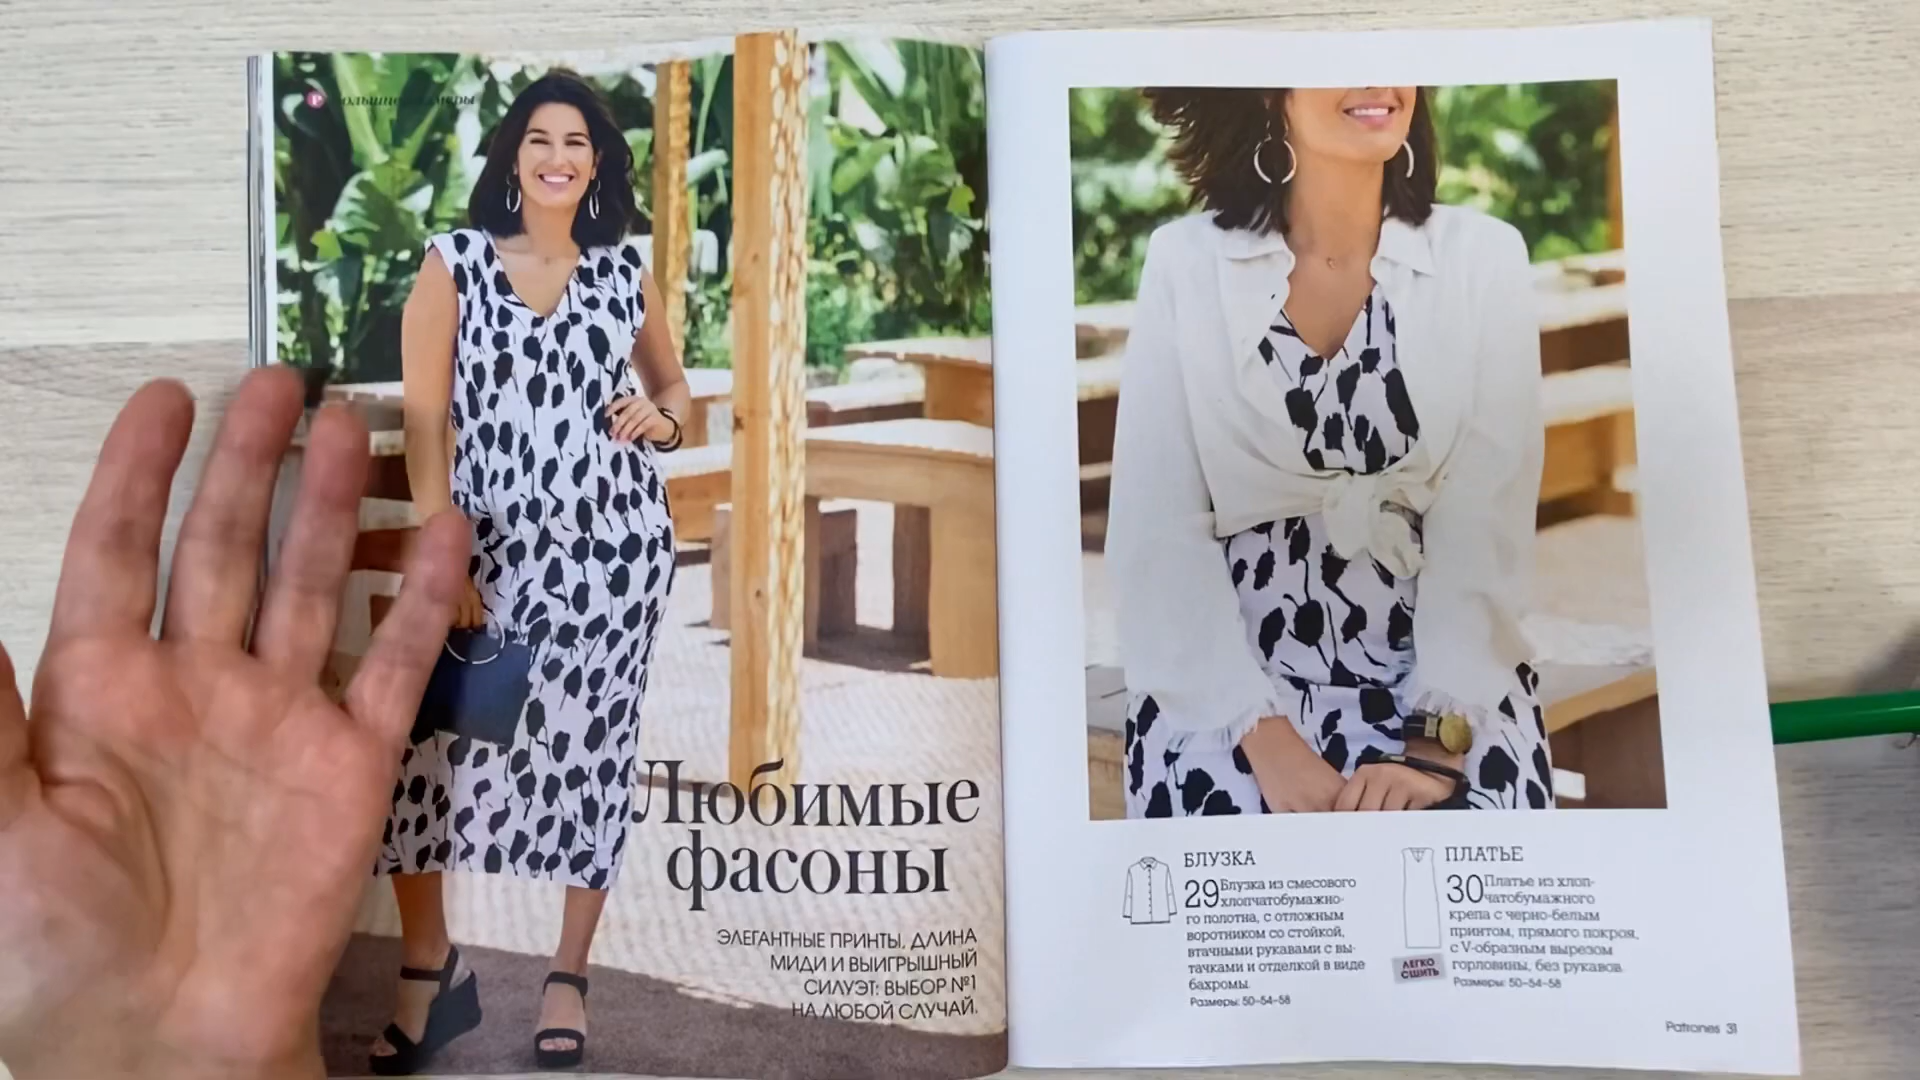 Большие размеры
Любимые
фасоны
ЭЛЕГАНТНЫЕ ПРИНТЫ, ДЛИНА
МИДИ И ВЫИГРЫШНЫЙ
СИЛУЭТ: ВЫБОР №1
НА ЛЮБОЙ СЛУЧАЙ.
БЛУЗКА
29 Блузка из смесового
хлопчатобумажно-
го полотна, с отложным
воротником со стойкой,
втачными рукавами с вы-
тачками и отделкой в виде
бахромы.
Размеры: 50-54-58
ПЛАТЬЕ
30 Платье из хлоп-
чатобумажного
крепа с черно-белым
принтом, прямого покроя,
с V-образным вырезом
горловины, без рукавов.
Размеры: 50-54-58
ЛЕГКО
СШИТЬ
Patrones 31